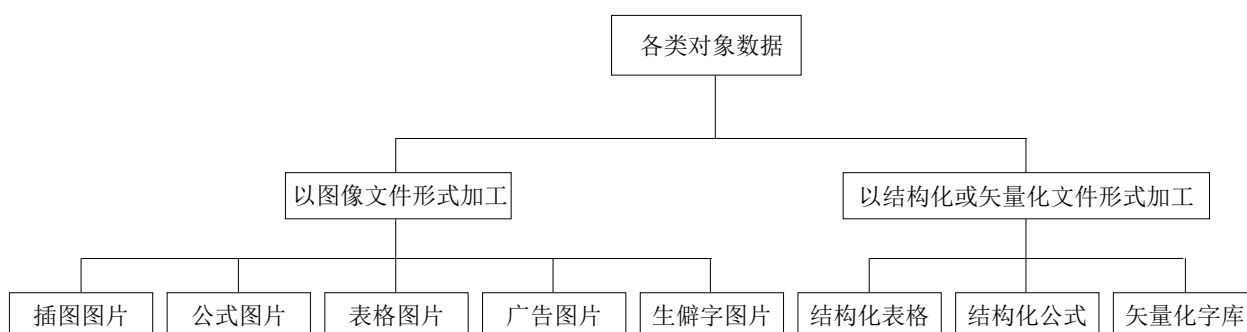 各类对象数据
以图像文件形式加工
以结构化或矢量化文件形式加工
插图图片
公式图片
表格图片
广告图片
生僻字图片
结构化表格
结构化公式
矢量化字库